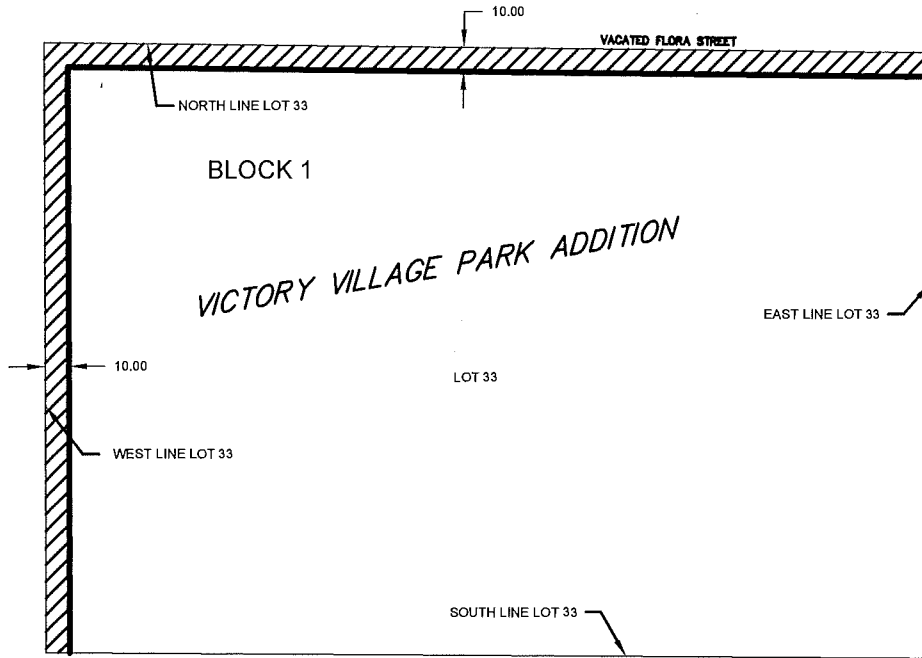 10.00
VACATED FLORA STREET
NORTH LINE LOT 33
BLOCK 1
VICTORY VILLAGE PARK ADDITION
EAST LINE LOT 33
10.00
LOT 33
WEST LINE LOT 33
SOUTH LINE LOT 33